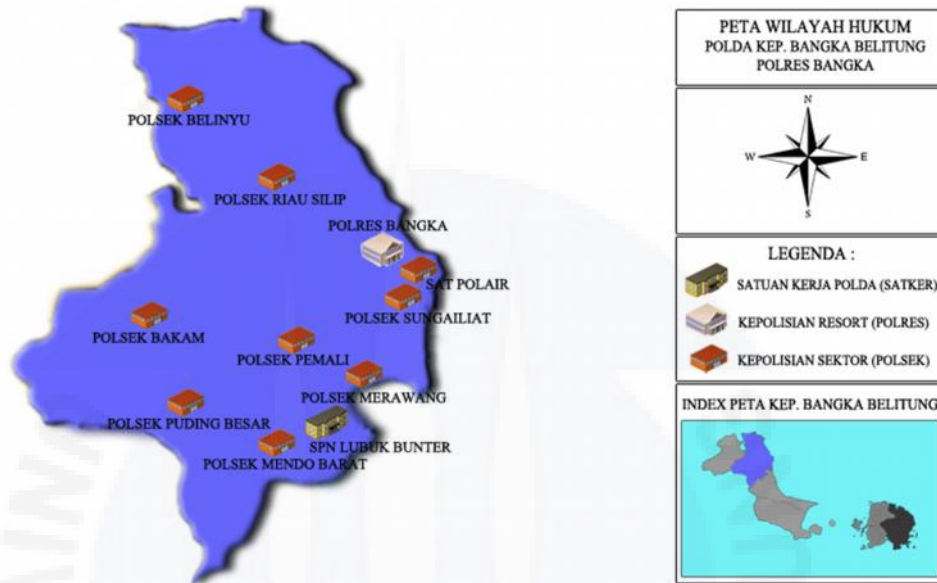 PETA WILAYAH HUKUM
POLDA KEP. BANGKA BELITUNG
POLRES BANGKA
N
W
E
S
LEGENDA :
SATUAN KERJA POLDA (SATKER)
KEPOLISIAN RESORT (POLRES)
KEPOLISIAN SEKTOR (POLSEK)
INDEX PETA KEP. BANGKA BELITUNG
POLSEK BELINYU
POLSEK RIAU SILIP
POLRES BANGKA
SAT POLAIR
POLSEK SUNGAILIAT
POLSEK BAKAM
POLSEK PEMALI
POLSEK MERAWANG
POLSEK PUDING BESAR
SPN LUBUK BUNTER
POLSEK MENDO BARAT